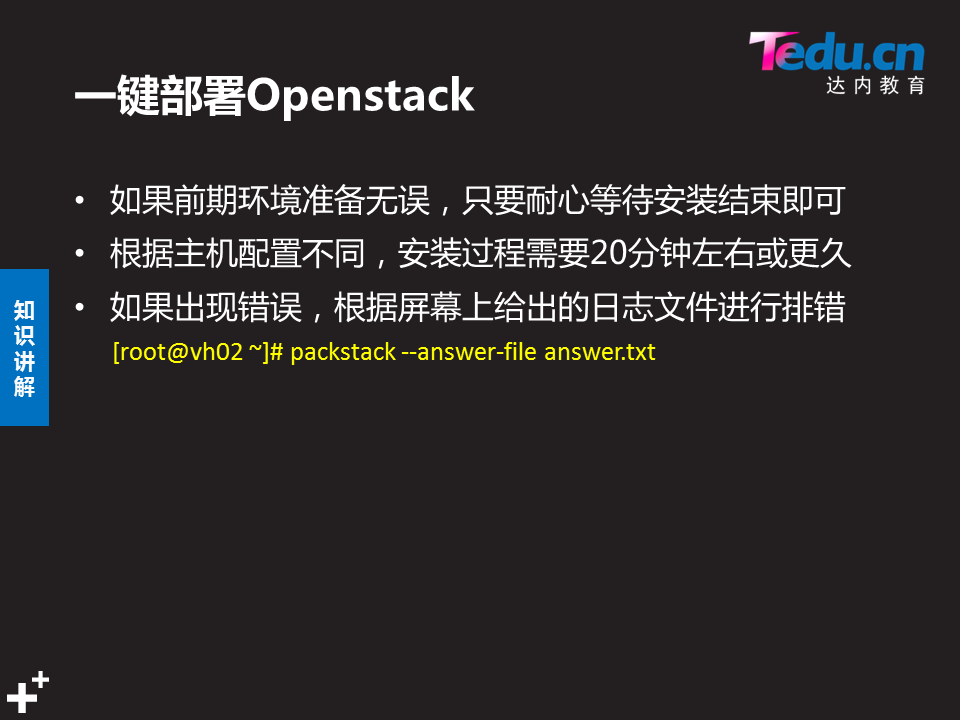 Tedu.cn
达内教育
一键部署Openstack
• 如果前期环境准备无误，只要耐心等待安装结束即可
• 根据主机配置不同，安装过程需要20分钟左右或更久
• 如果出现错误，根据屏幕上给出的日志文件进行排错
[root@vh02 ~]# packstack --answer-file answer.txt
知识讲解